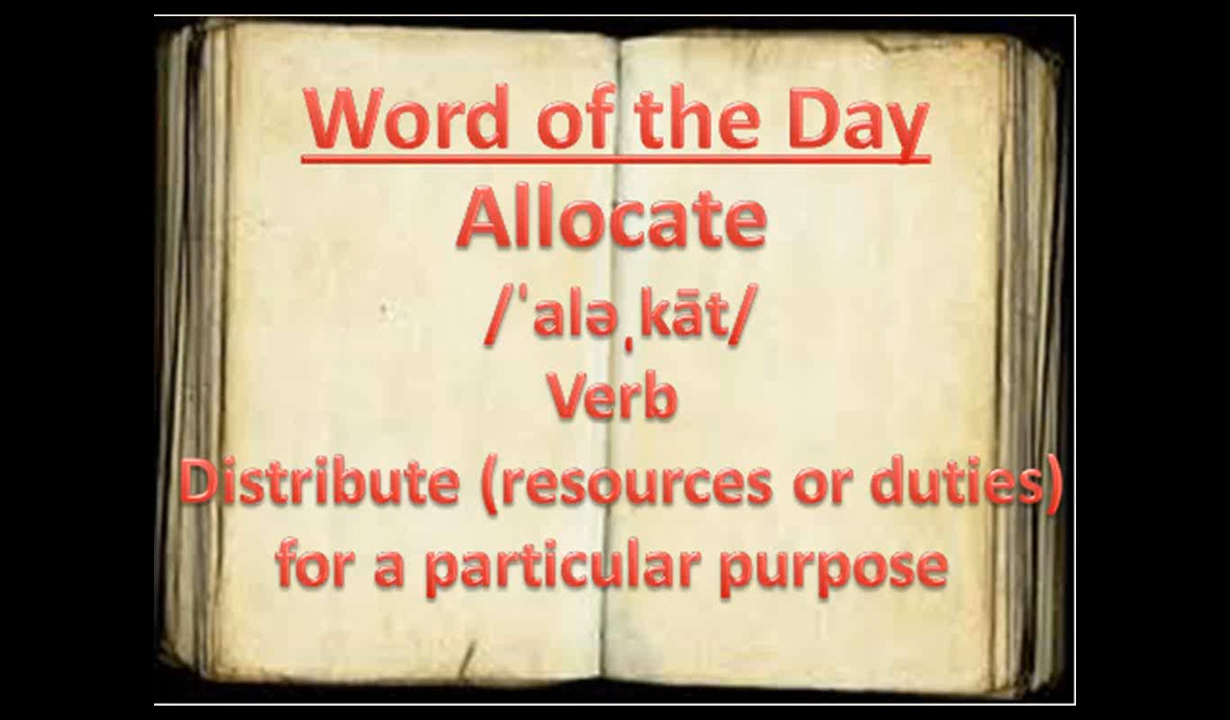 Word of the Day
Allocate
/ˈaləˌkāt/
Verb
Distribute (resources or duties)
for a particular purpose